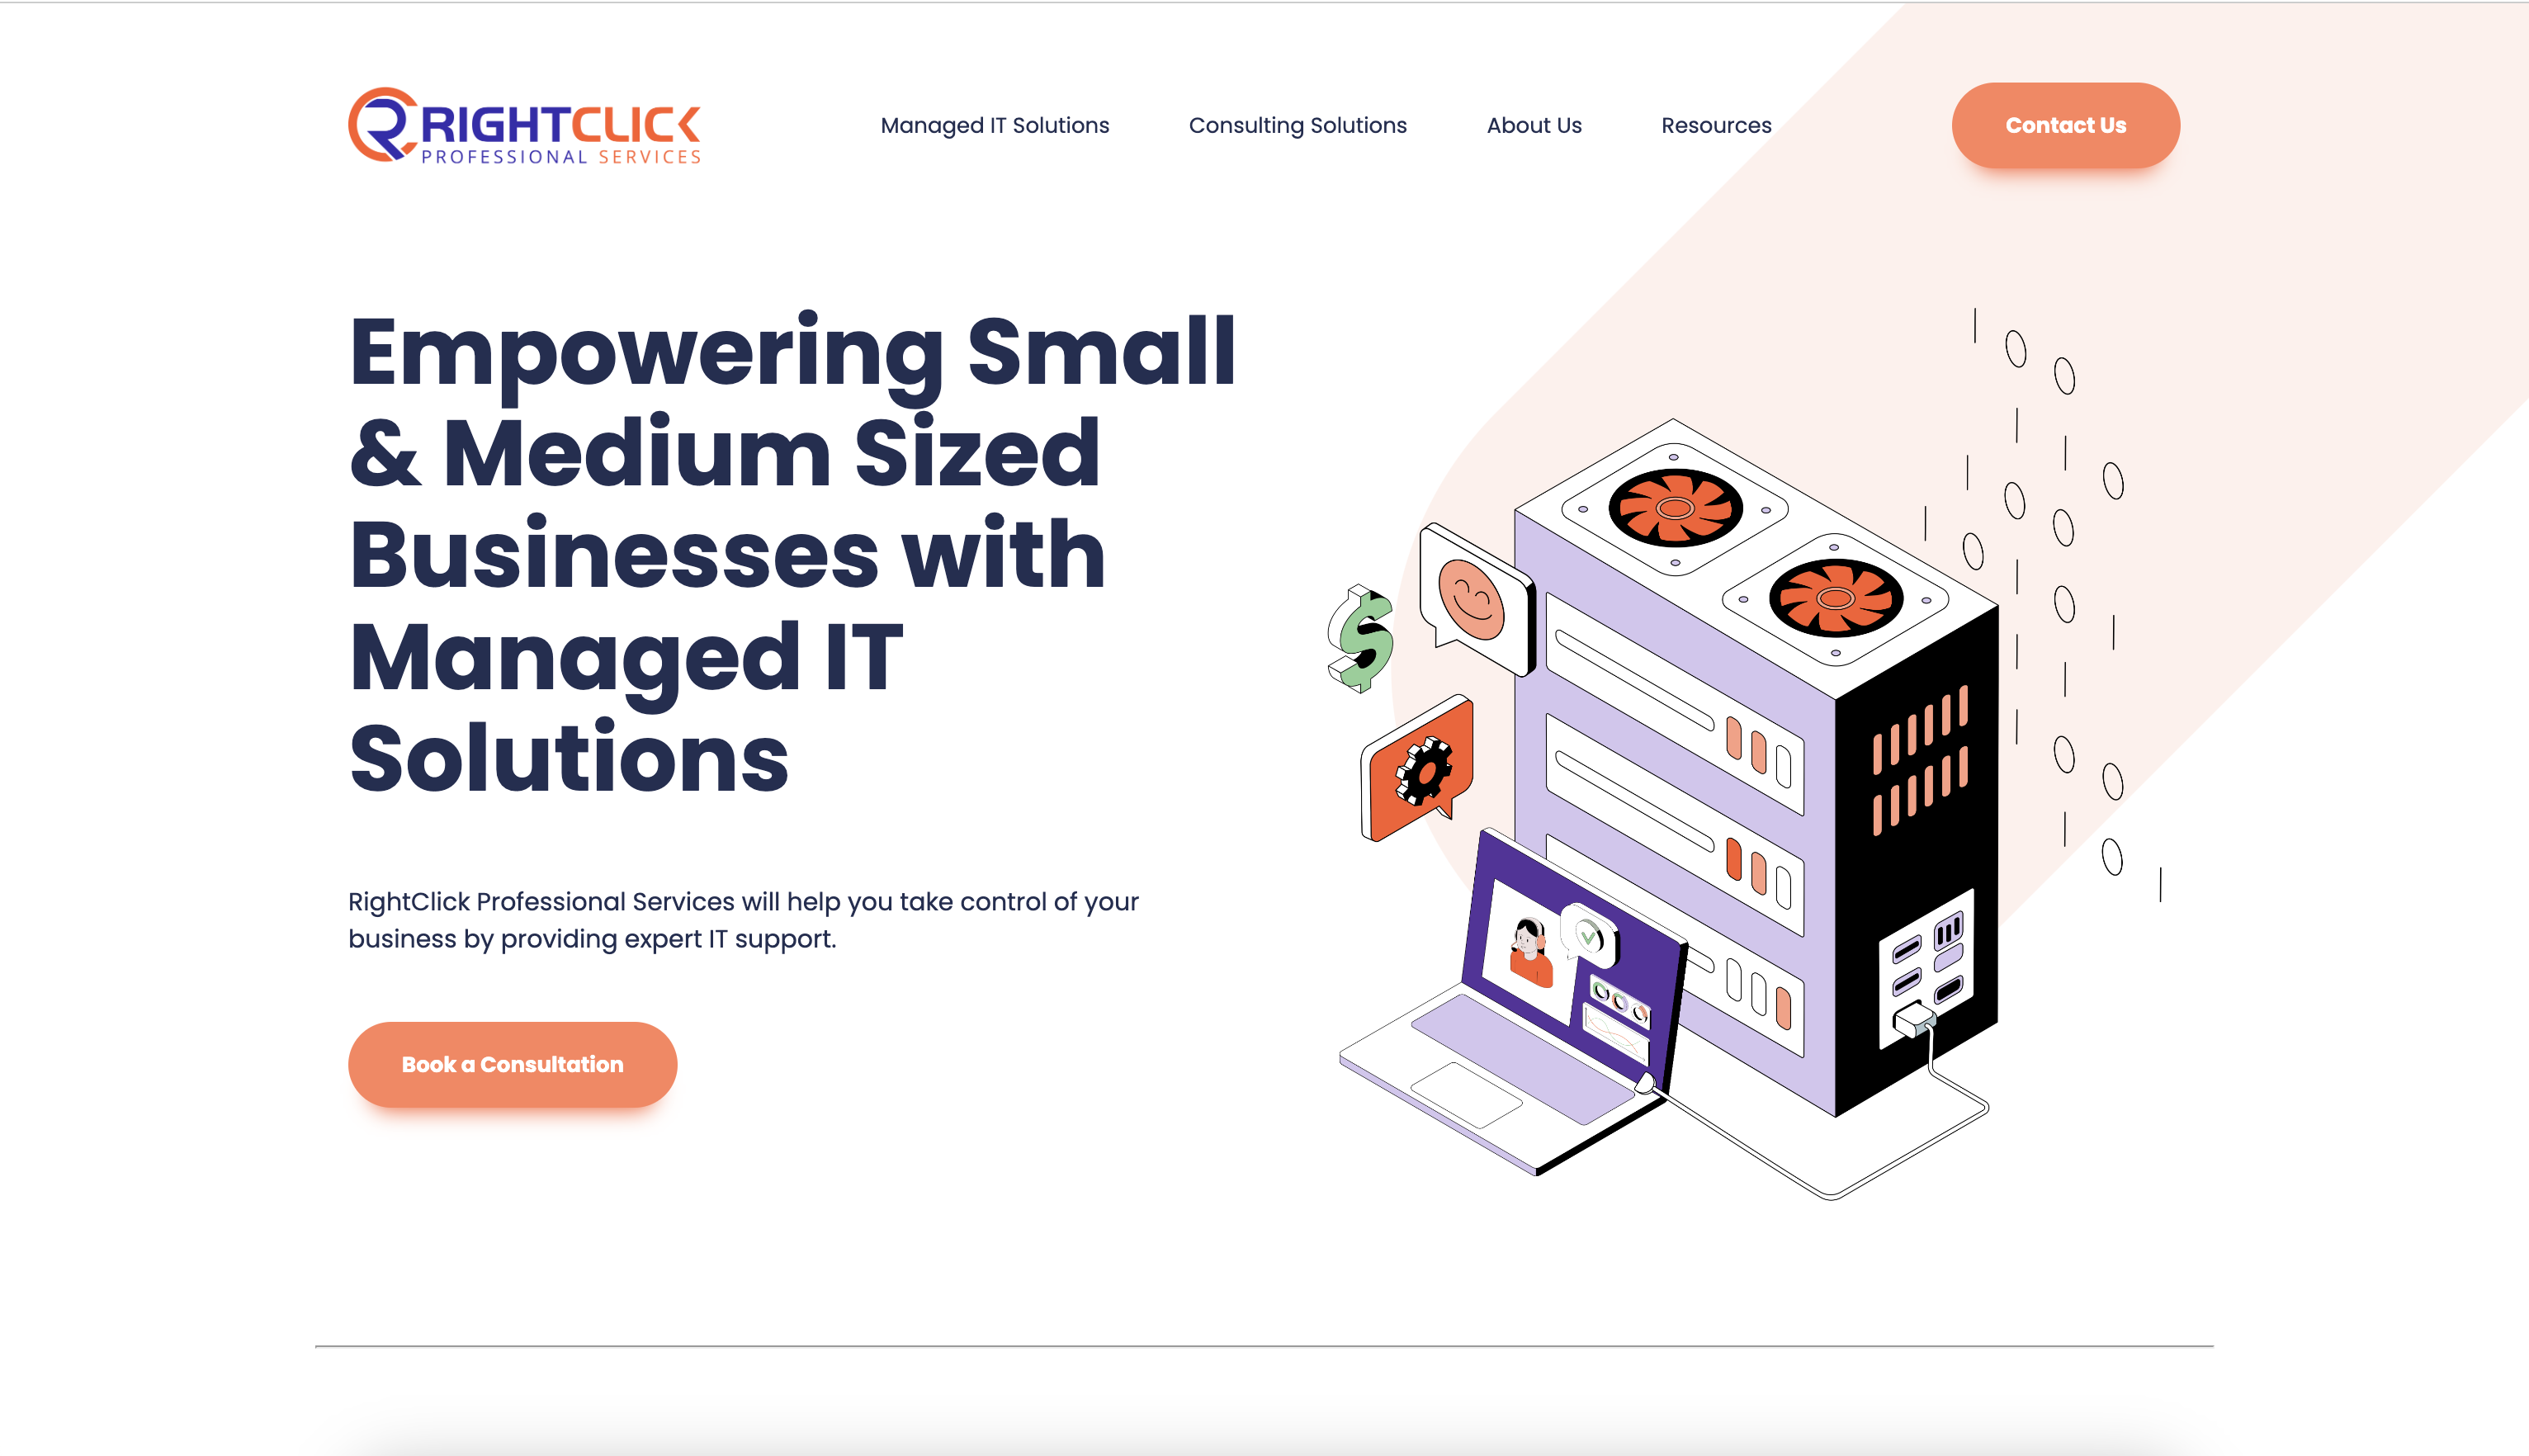 RIGHTCLICK
PROFESSIONAL SERVICES
Managed IT Solutions
Consulting Solutions
About Us
Resources
Contact Us
Empowering Small
& Medium Sized
Businesses with
Managed IT
Solutions
RightClick Professional Services will help you take control of your
business by providing expert IT support.
Book a Consultation